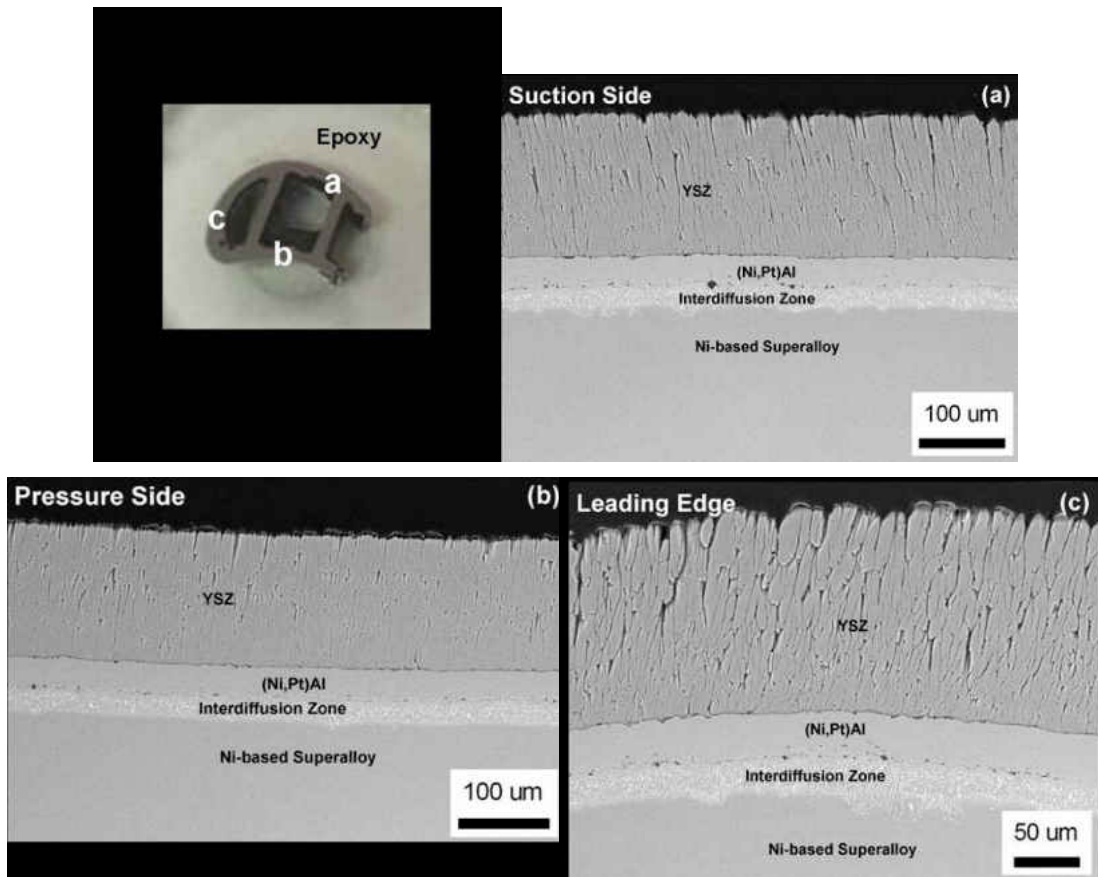 Epoxy
a
c
b
Suction Side (a)
YSZ
(Ni,Pt)Al
Interdiffusion Zone
Ni-based Superalloy
100 um
Pressure Side (b)
YSZ
(Ni,Pt)Al
Interdiffusion Zone
Ni-based Superalloy
100 um
Leading Edge (c)
YSZ
(Ni,Pt)Al
Interdiffusion Zone
Ni-based Superalloy
50 um